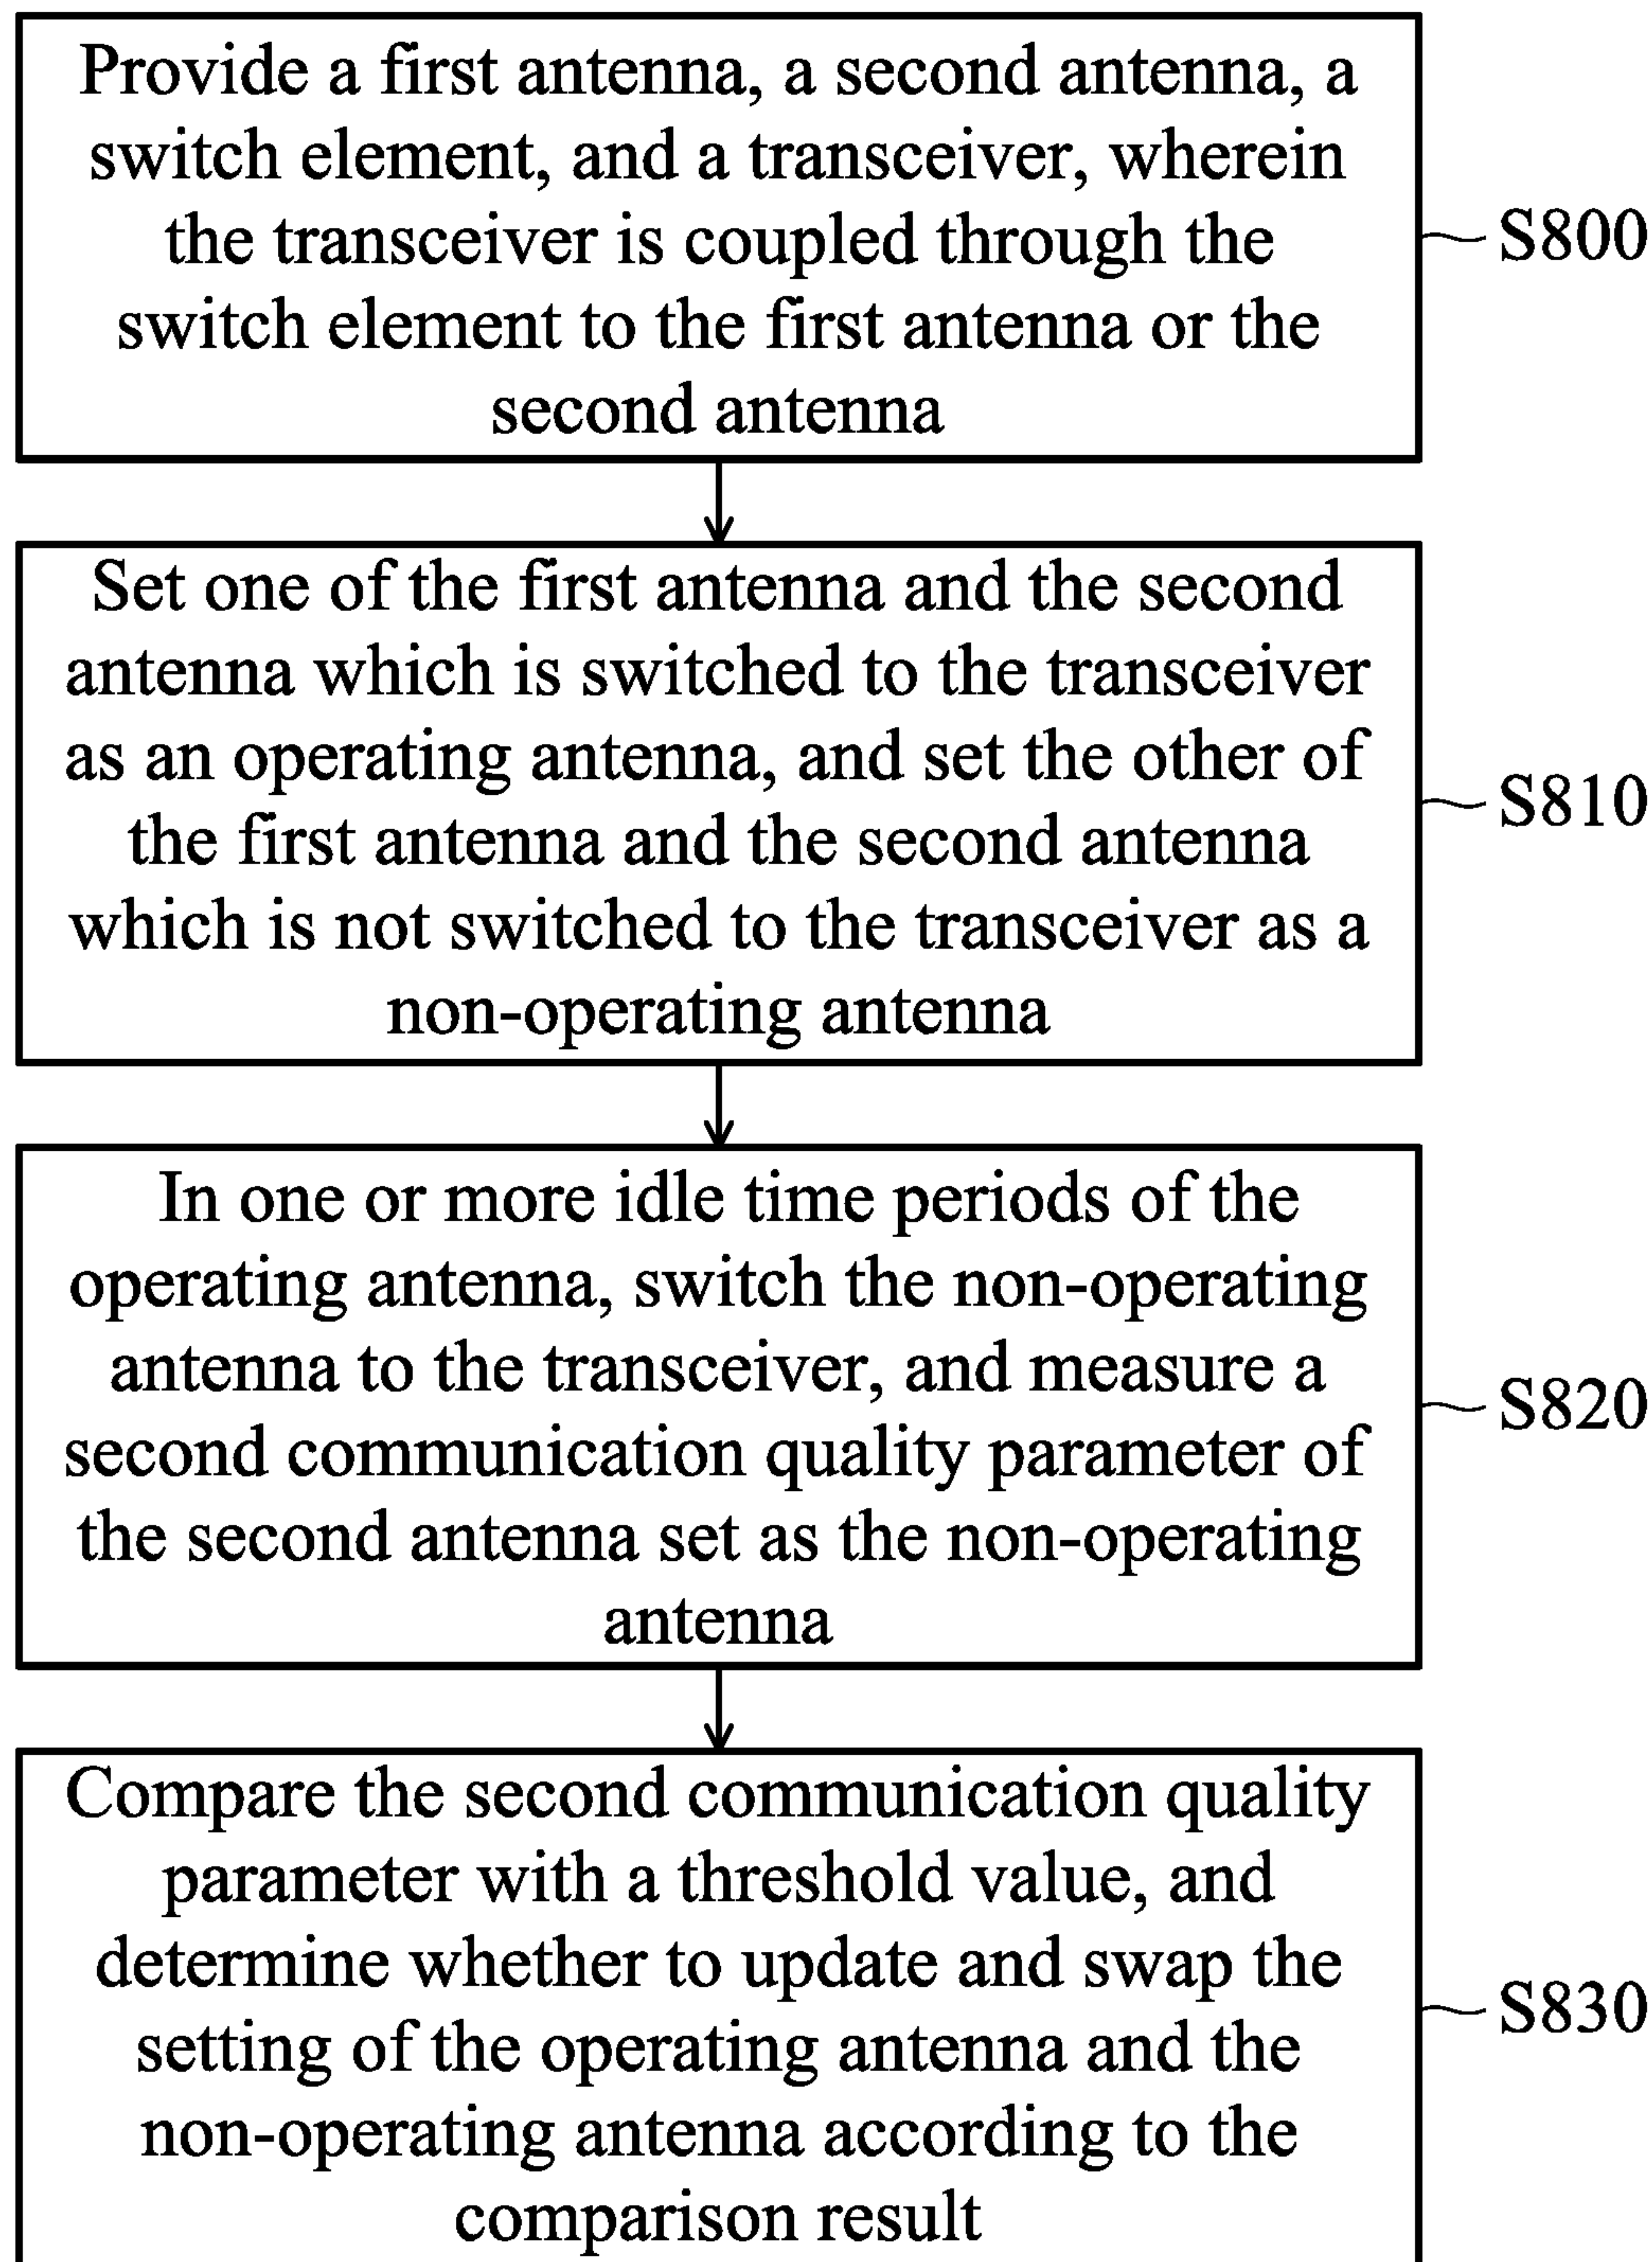 Provide a first antenna, a second antenna, a
switch element, and a transceiver, wherein
the transceiver is coupled through the
switch element to the first antenna or the
second antenna
S800
Set one of the first antenna and the second
antenna which is switched to the transceiver
as an operating antenna, and set the other of
the first antenna and the second antenna
which is not switched to the transceiver as a
non-operating antenna
S810
In one or more idle time periods of the
operating antenna, switch the non-operating
antenna to the transceiver, and measure a
second communication quality parameter of
the second antenna set as the non-operating
antenna
S820
Compare the second communication quality
parameter with a threshold value, and
determine whether to update and swap the
setting of the operating antenna and the
non-operating antenna according to the
comparison result
S830